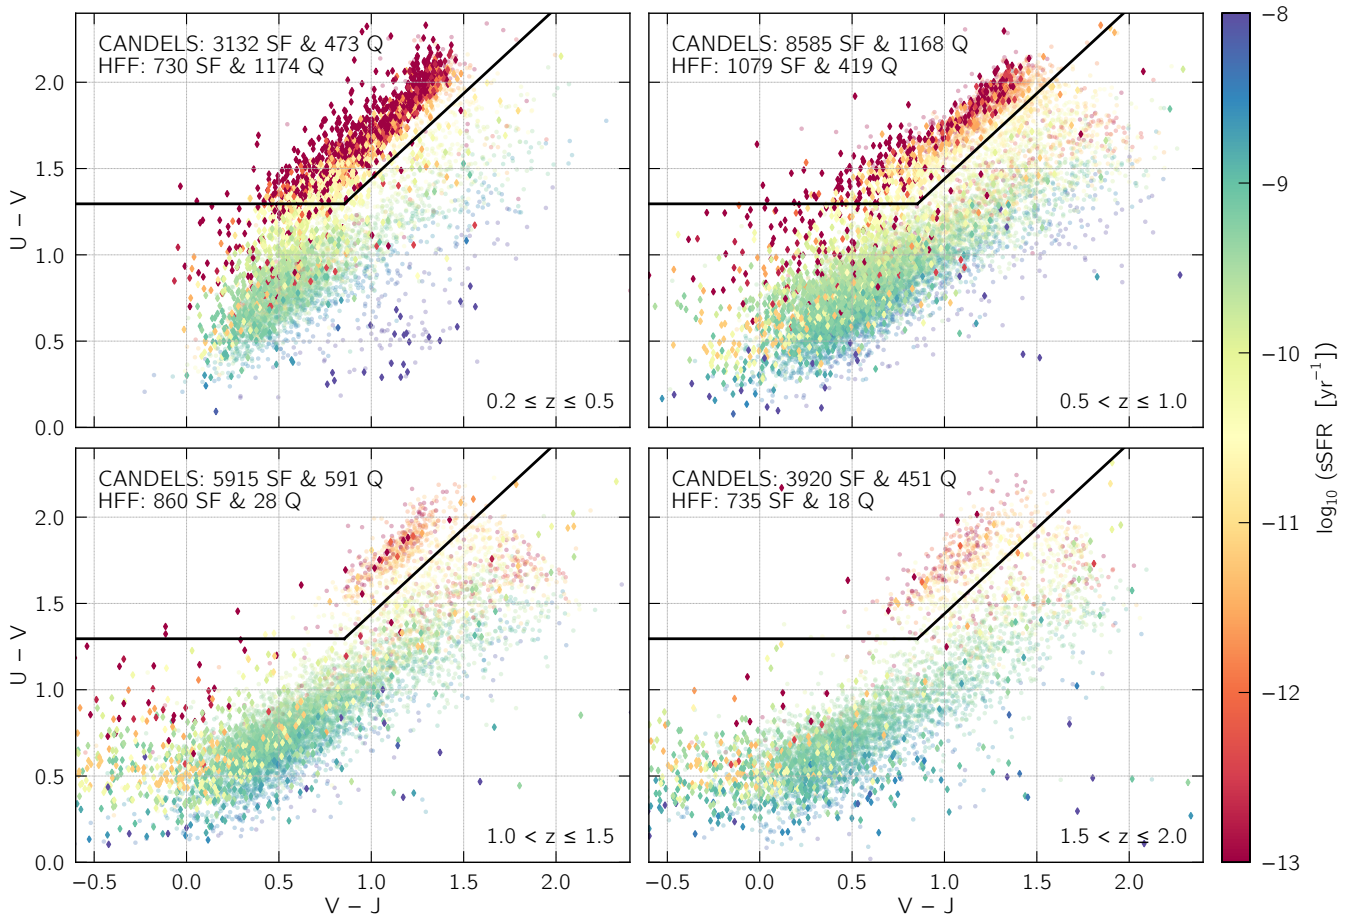 CANDELS: 3132 SF & 473 Q
HFF: 730 SF & 1174 Q
0.2 ≤ z ≤ 0.5
CANDELS: 8585 SF & 1168 Q
HFF: 1079 SF & 419 Q
0.5 < z ≤ 1.0
U − V
2.0
1.5
1.0
0.5
0.0
CANDELS: 5915 SF & 591 Q
HFF: 860 SF & 28 Q
1.0 < z ≤ 1.5
CANDELS: 3920 SF & 451 Q
HFF: 735 SF & 18 Q
1.5 < z ≤ 2.0
U − V
2.0
1.5
1.0
0.5
0.0
−0.5 0.0 0.5 1.0 1.5 2.0
V − J
−0.5 0.0 0.5 1.0 1.5 2.0
V − J
−8
−9
−10
−11
−12
−13
log₁₀ (sSFR [yr⁻¹])